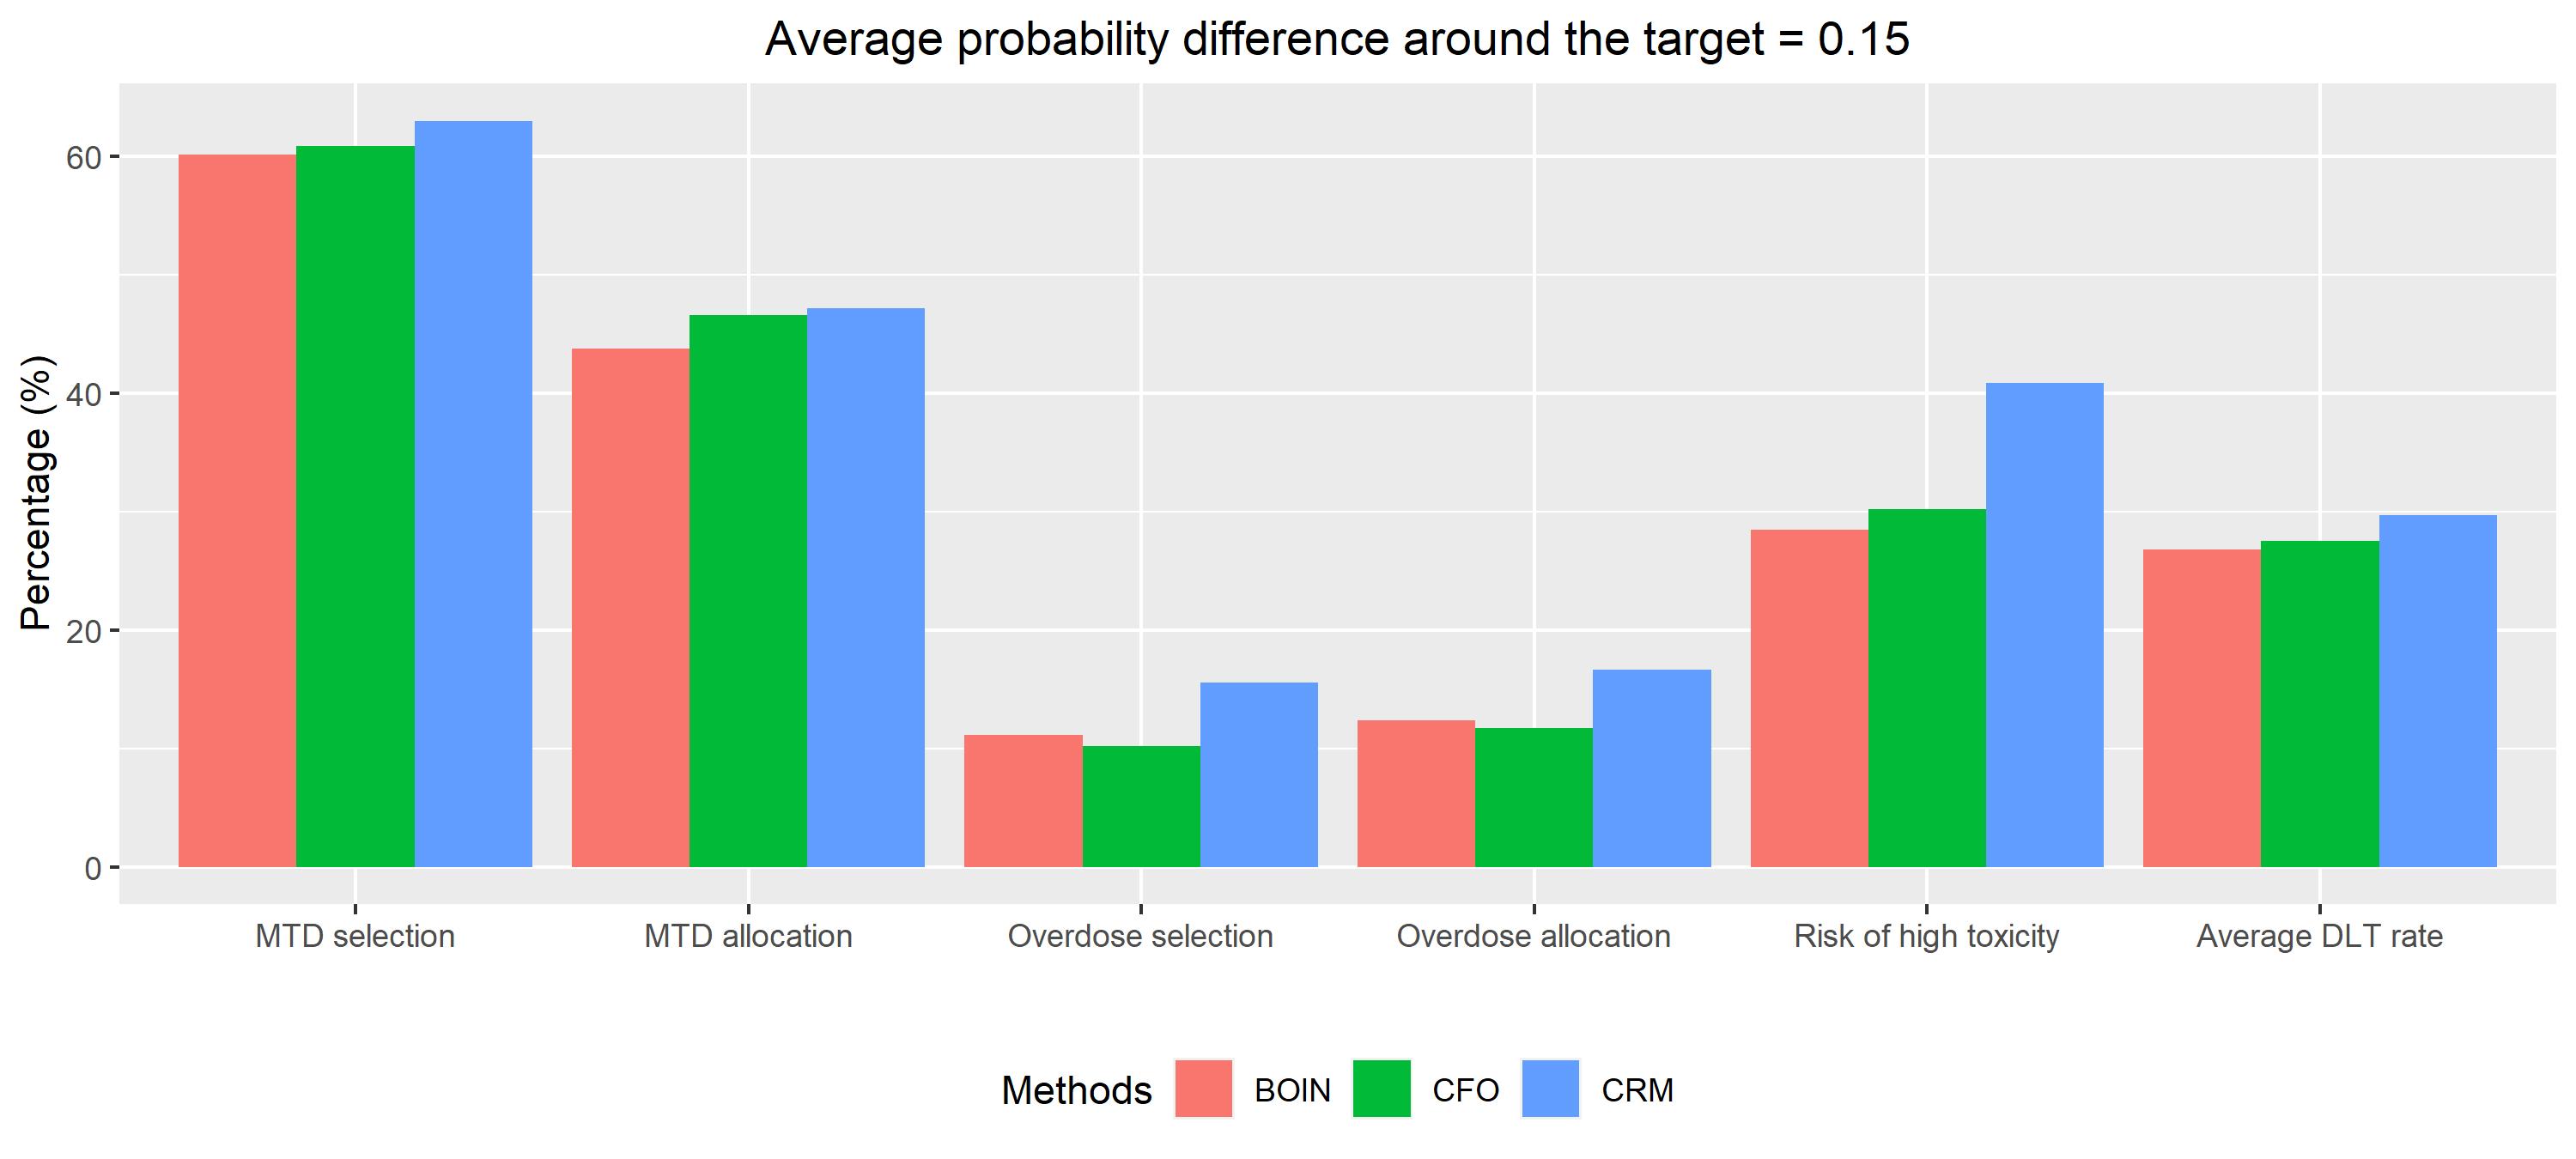 Average probability difference around the target = 0.15
Percentage (%)
60
40
20
0
MTD selection
MTD allocation
Overdose selection
Overdose allocation
Risk of high toxicity
Average DLT rate
Methods BOIN CFO CRM